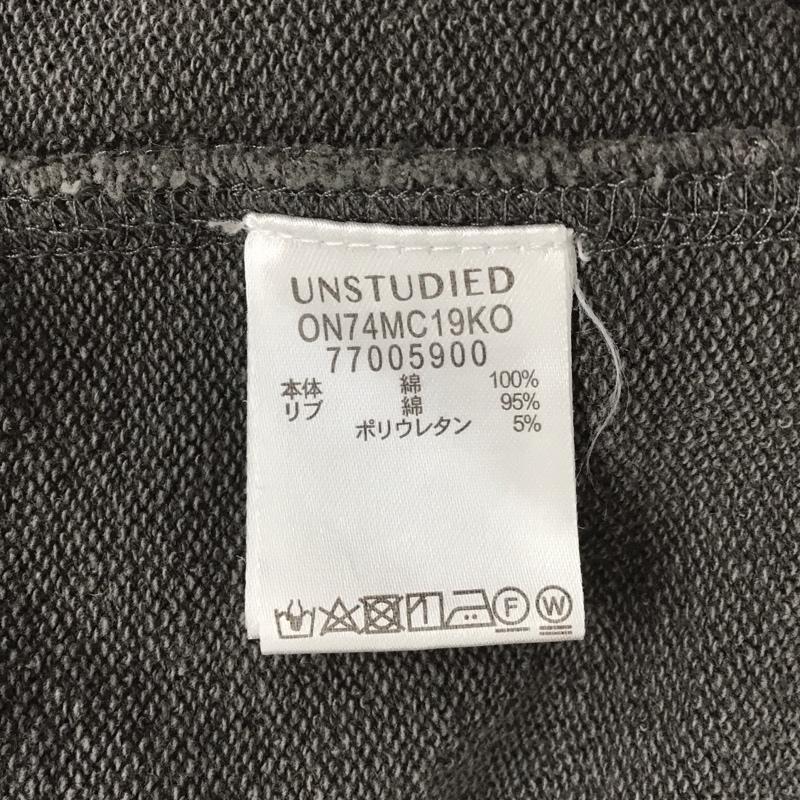 UNSTUDIED
ON74MC19KO
77005900
本体 綿 100%
リブ 綿 95%
ポリウレタン 5%
F W